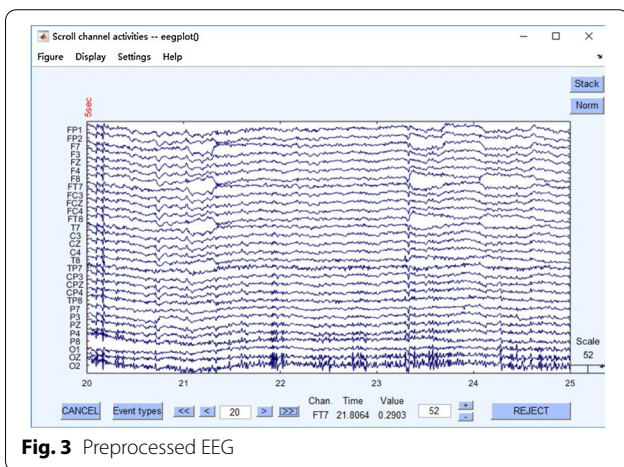 Scroll channel activities -- eegplot()
Figure Display Settings Help
Stack
Norm
5sec
FP1
FP2
F7
F3
FZ
F4
F8
FT7
FC3
FCZ
FC4
FT8
T7
C3
CZ
C4
T8
TP7
CP3
CPZ
CP4
TP8
P7
P3
PZ
P4
P8
O1
OZ
O2
Scale
52
20 21 22 23 24 25
Chan. Time Value
CANCEL Event types << < 20 > >> FT7 21.8064 0.2903 52 + - REJECT
Fig. 3 Preprocessed EEG